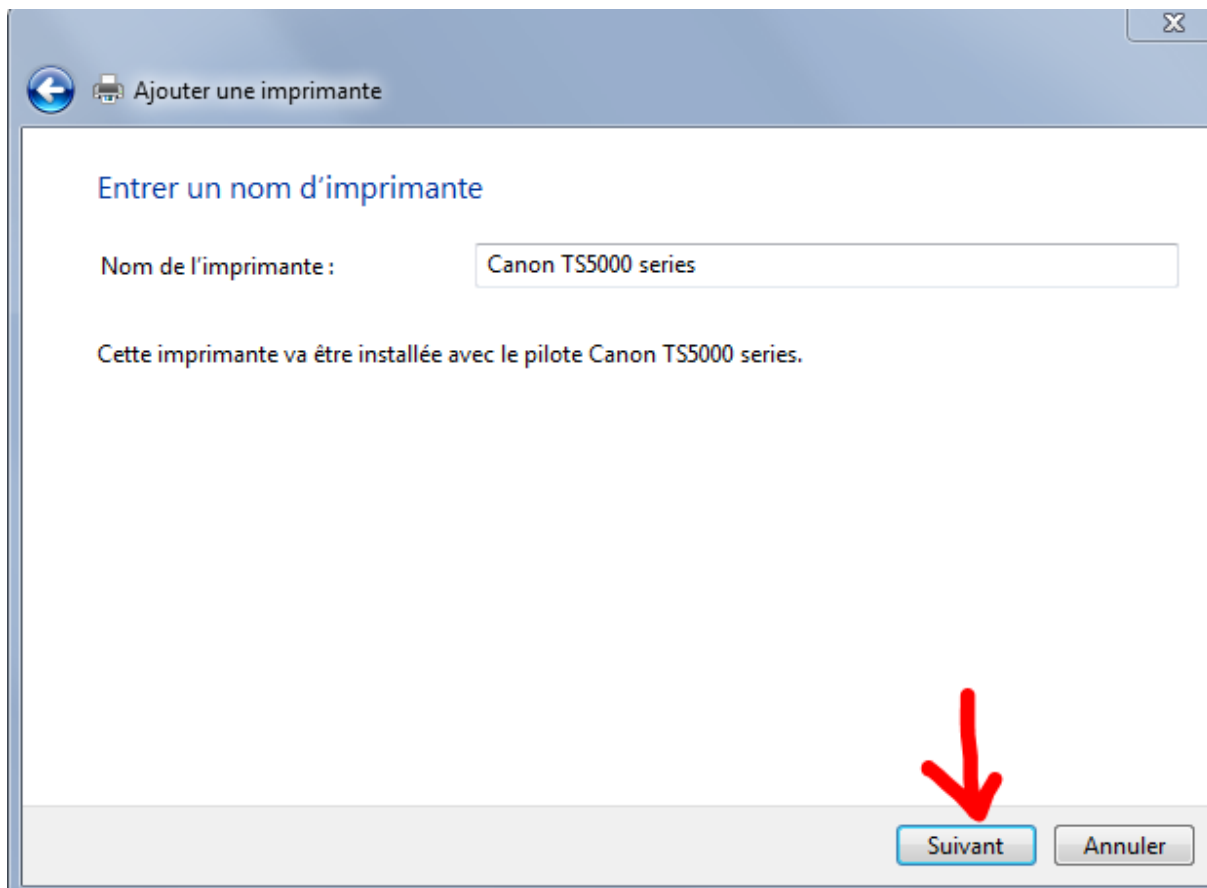 Ajouter une imprimante
Entrer un nom d’imprimante
Nom de l’imprimante : Canon TS5000 series
Cette imprimante va être installée avec le pilote Canon TS5000 series.
Suivant Annuler